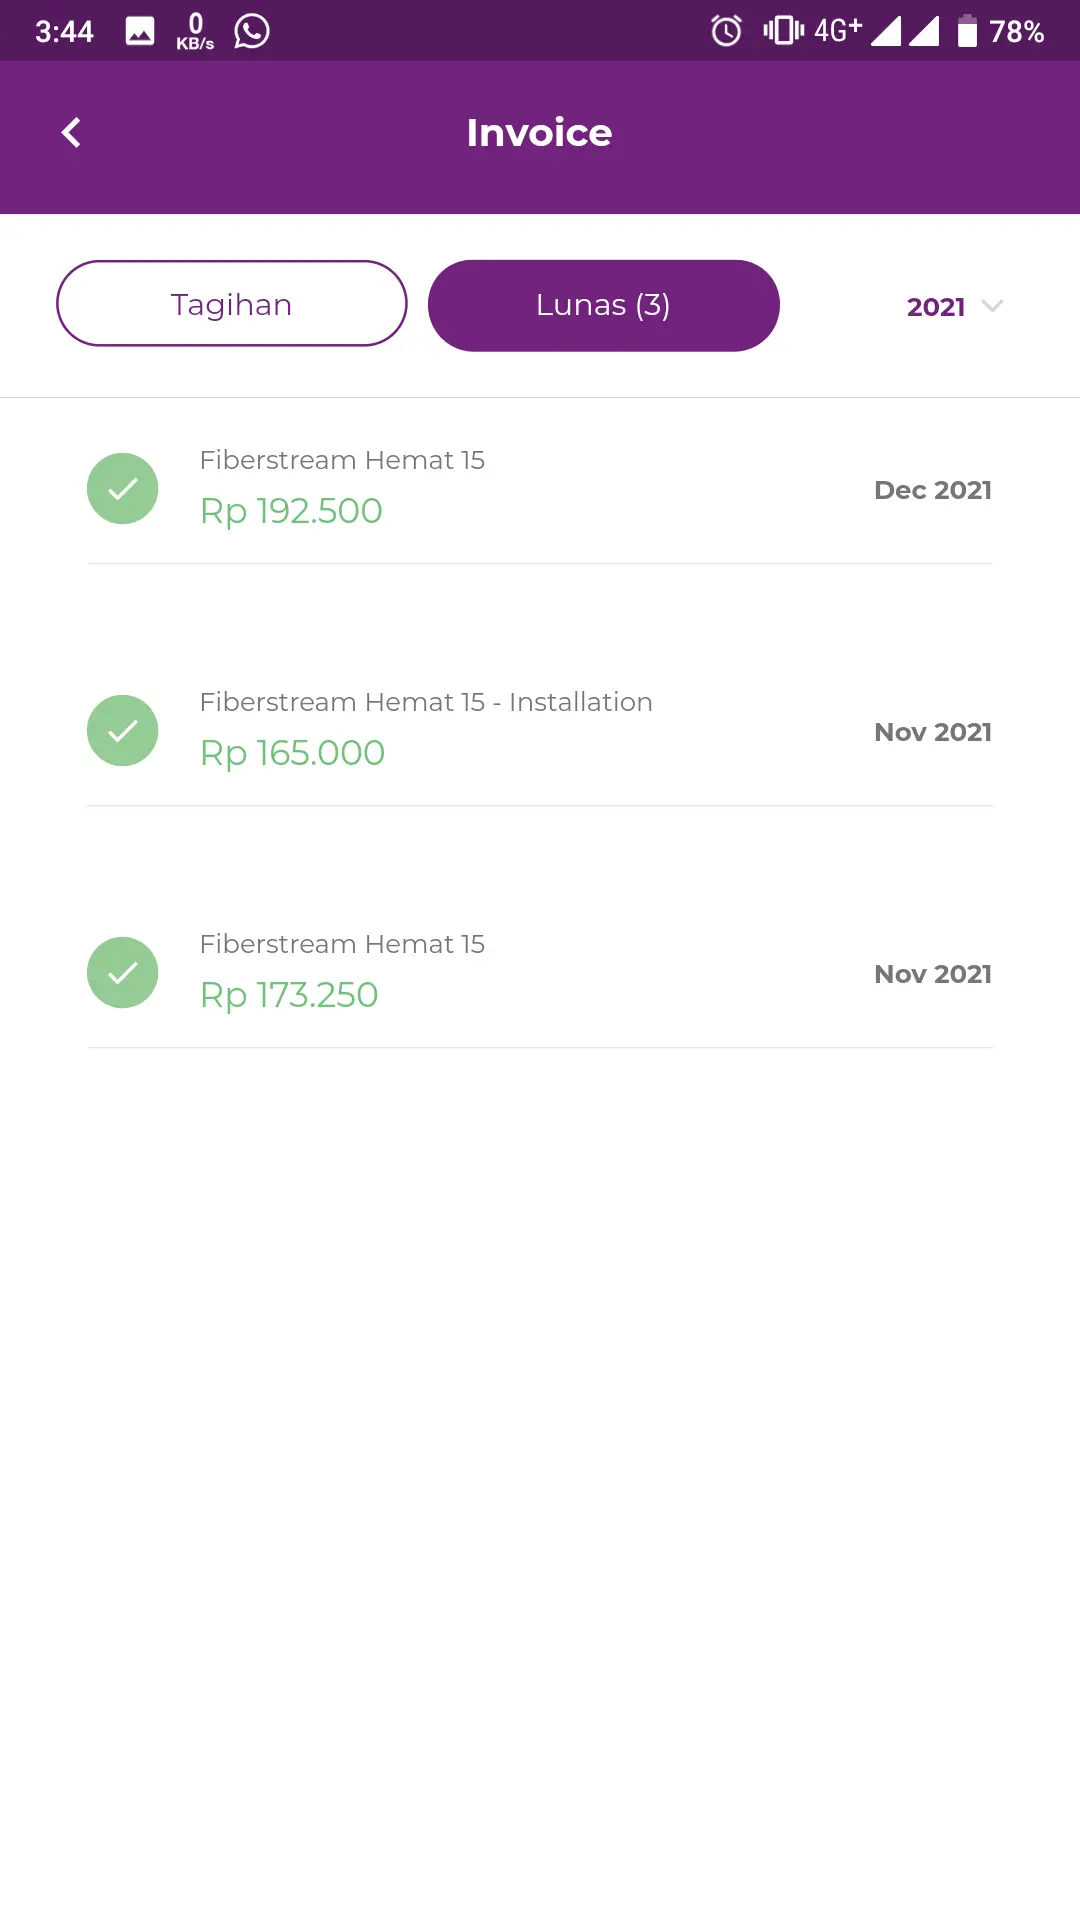 3:44 0 KB/s 4G+ 78%
Invoice
Tagihan Lunas (3) 2021
Fiberstream Hemat 15
Rp 192.500
Dec 2021
Fiberstream Hemat 15 - Installation
Rp 165.000
Nov 2021
Fiberstream Hemat 15
Rp 173.250
Nov 2021